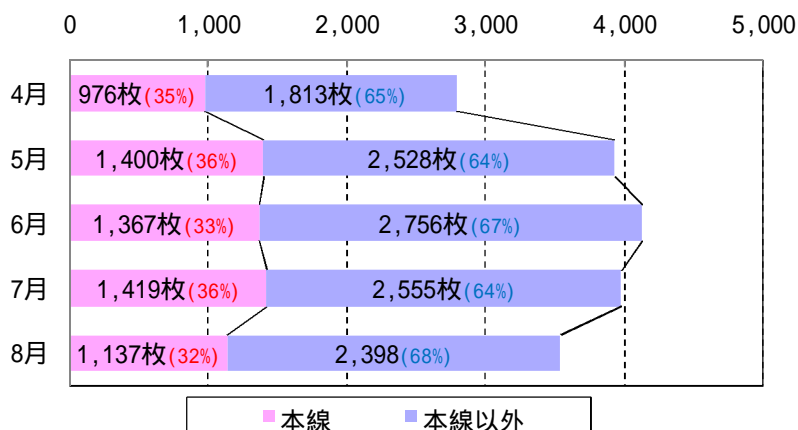 0 1,000 2,000 3,000 4,000 5,000
4月 976枚(35%) 1,813枚(65%)
5月 1,400枚(36%) 2,528枚(64%)
6月 1,367枚(33%) 2,756枚(67%)
7月 1,419枚(36%) 2,555枚(64%)
8月 1,137枚(32%) 2,398(68%)
本線 本線以外